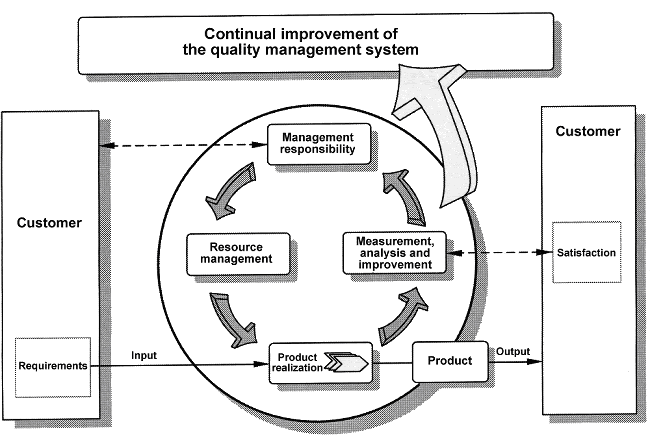 Continual improvement of
the quality management system
Customer
Management
responsibility
Customer
Resource
management
Measurement,
analysis and
improvement
Satisfaction
Requirements
Input
Product
realization
Product
Output